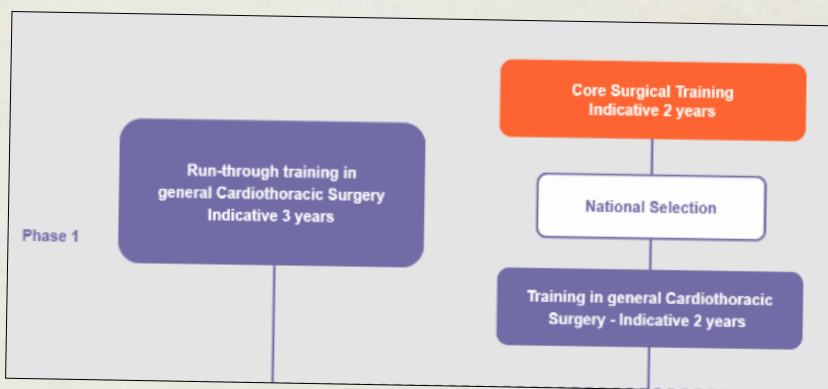 Core Surgical Training
Indicative 2 years
Run-through training in
general Cardiothoracic Surgery
Indicative 3 years
National Selection
Phase 1
Training in general Cardiothoracic
Surgery - Indicative 2 years